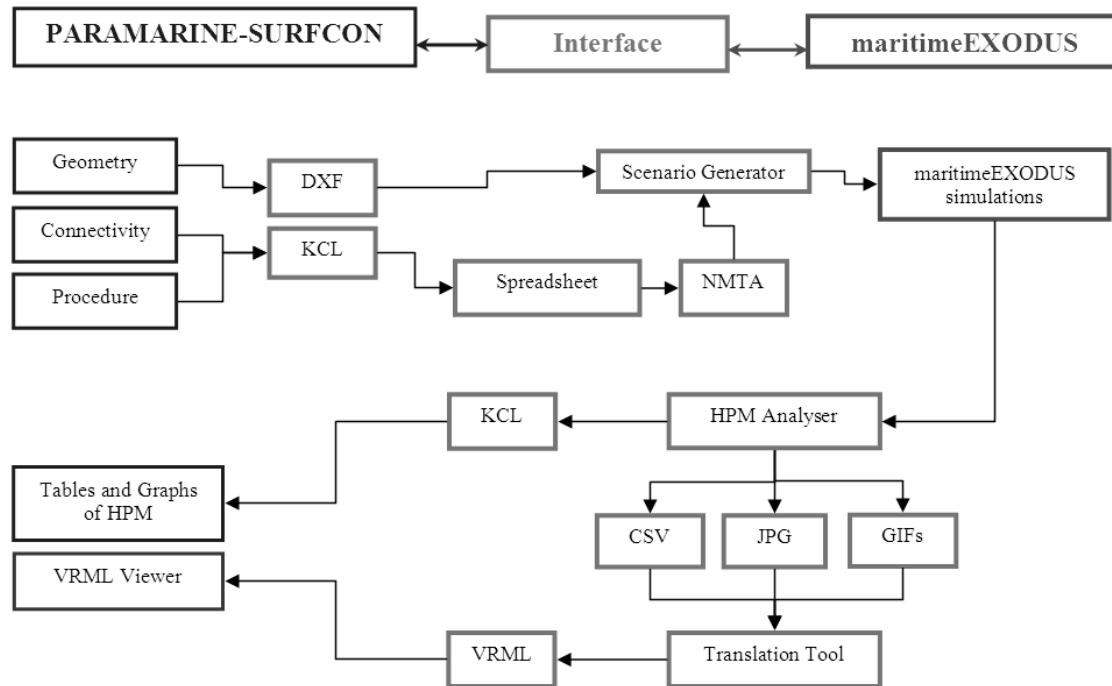 PARAMARINE-SURFCON
Interface
maritimeEXODUS
Geometry
DXF
Scenario Generator
maritimeEXODUS
simulations
Connectivity
KCL
Spreadsheet
NMTA
Procedure
KCL
HPM Analyser
Tables and Graphs
of HPM
CSV
JPG
GIFs
VRML Viewer
VRML
Translation Tool